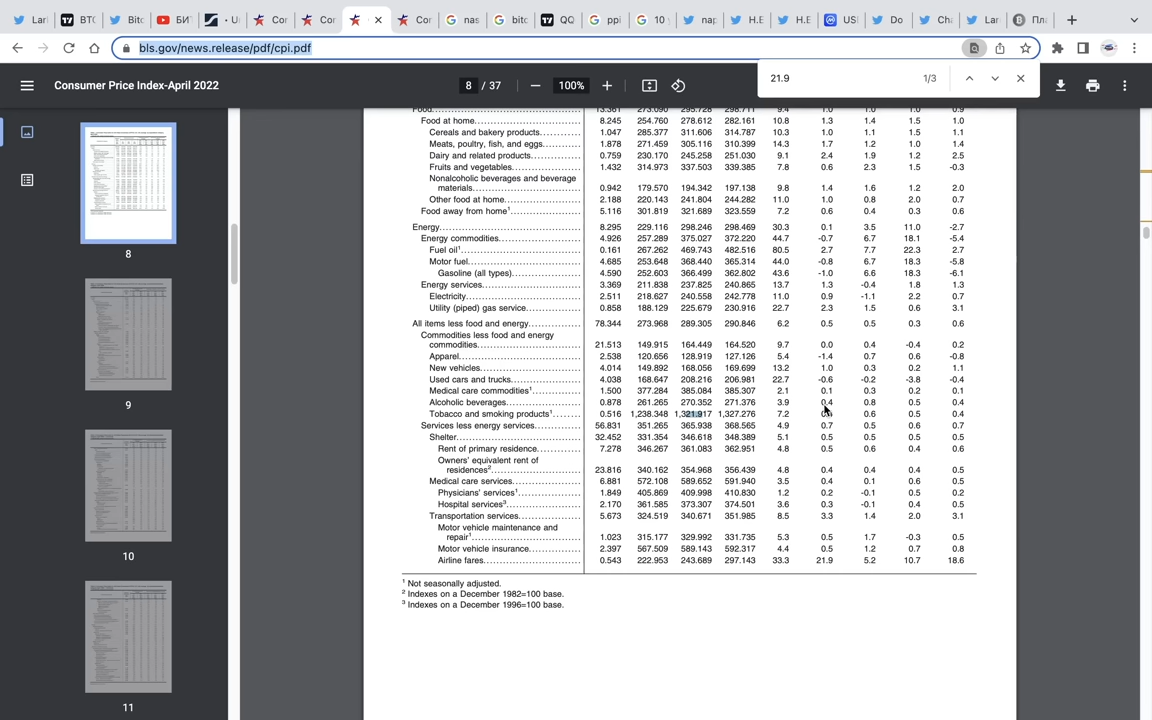 Lar
BTC
Bitc
БИТ
• U
Cor
Cor
Cor
nas
bitc
QQ
ppi
10 y
nap
H.E
H.E
USI
Do
Cha
Lar
Пл
bls.gov/news.release/pdf/cpi.pdf
21.9 1/3
Consumer Price Index-April 2022 8 / 37 100%
8
9
10
11
Food 13.361 273.090 295.728 298.711 9.4 1.0 1.0 1.0 0.9
Food at home 8.245 254.760 278.612 282.161 10.8 1.3 1.4 1.5 1.0
Cereals and bakery products 1.047 285.377 311.606 314.787 10.3 1.0 1.1 1.5 1.1
Meats, poultry, fish, and eggs 1.878 271.459 305.116 310.399 14.3 1.7 1.2 1.0 1.4
Dairy and related products 0.759 230.170 245.258 251.030 9.1 2.4 1.9 1.2 2.5
Fruits and vegetables 1.432 314.973 337.503 339.385 7.8 0.6 2.3 1.5 -0.3
Nonalcoholic beverages and beverage
materials 0.942 179.570 194.342 197.138 9.8 1.4 1.6 1.2 2.0
Other food at home 2.188 220.143 241.804 244.282 11.0 1.0 0.8 2.0 0.7
Food away from home¹ 5.116 301.819 321.689 323.559 7.2 0.6 0.4 0.3 0.6
Energy 8.295 229.116 298.246 298.469 30.3 0.1 3.5 11.0 -2.7
Energy commodities 4.926 257.289 375.027 372.220 44.7 -0.7 6.7 18.1 -5.4
Fuel oil¹ 0.161 267.262 469.743 482.516 80.5 2.7 7.7 22.3 2.7
Motor fuel 4.685 253.648 368.440 365.314 44.0 -0.8 6.7 18.3 -5.8
Gasoline (all types) 4.590 252.603 366.499 362.802 43.6 -1.0 6.6 18.3 -6.1
Energy services 3.369 211.838 237.825 240.865 13.7 1.3 -0.4 1.8 1.3
Electricity 2.511 218.627 240.558 242.778 11.0 0.9 -1.1 2.2 0.7
Utility (piped) gas service 0.858 188.129 225.679 230.916 22.7 2.3 1.5 0.6 3.1
All items less food and energy 78.344 273.968 289.305 290.846 6.2 0.5 0.5 0.3 0.6
Commodities less food and energy
commodities 21.513 149.915 164.449 164.520 9.7 0.0 0.4 -0.4 0.2
Apparel 2.538 120.656 128.919 127.126 5.4 -1.4 0.7 0.6 -0.8
New vehicles 4.014 149.892 168.056 169.699 13.2 1.0 0.3 0.2 1.1
Used cars and trucks 4.038 168.647 208.216 206.981 22.7 -0.6 -0.2 -3.8 -0.4
Medical care commodities¹ 1.500 377.284 385.084 385.307 2.1 0.1 0.3 0.2 0.1
Alcoholic beverages 0.878 261.265 270.352 271.376 3.9 0.4 0.8 0.5 0.4
Tobacco and smoking products¹ 0.516 1,238.348 1,321.917 1,327.276 7.2 0.6 0.5 0.4
Services less energy services 56.831 351.265 365.938 368.565 4.9 0.7 0.5 0.6 0.7
Shelter 32.452 331.354 346.618 348.389 5.1 0.5 0.5 0.5 0.5
Rent of primary residence 7.278 346.267 361.083 362.951 4.8 0.5 0.6 0.4 0.6
Owners' equivalent rent of
residences² 23.816 340.162 354.968 356.439 4.8 0.4 0.4 0.4 0.5
Medical care services 6.881 572.108 589.652 591.940 3.5 0.4 0.1 0.6 0.5
Physicians' services¹ 1.849 405.869 409.998 410.830 1.2 0.2 -0.1 0.5 0.2
Hospital services³ 2.170 361.585 373.307 374.501 3.6 0.3 -0.1 0.4 0.5
Transportation services 5.673 324.519 340.671 351.985 8.5 3.3 1.4 2.0 3.1
Motor vehicle maintenance and
repair¹ 1.023 315.177 329.992 331.735 5.3 0.5 1.7 -0.3 0.5
Motor vehicle insurance 2.397 567.509 589.143 592.317 4.4 0.5 1.2 0.7 0.8
Airline fares 0.543 222.953 243.689 297.143 33.3 21.9 5.2 10.7 18.6
¹ Not seasonally adjusted.
² Indexes on a December 1982=100 base.
³ Indexes on a December 1996=100 base.